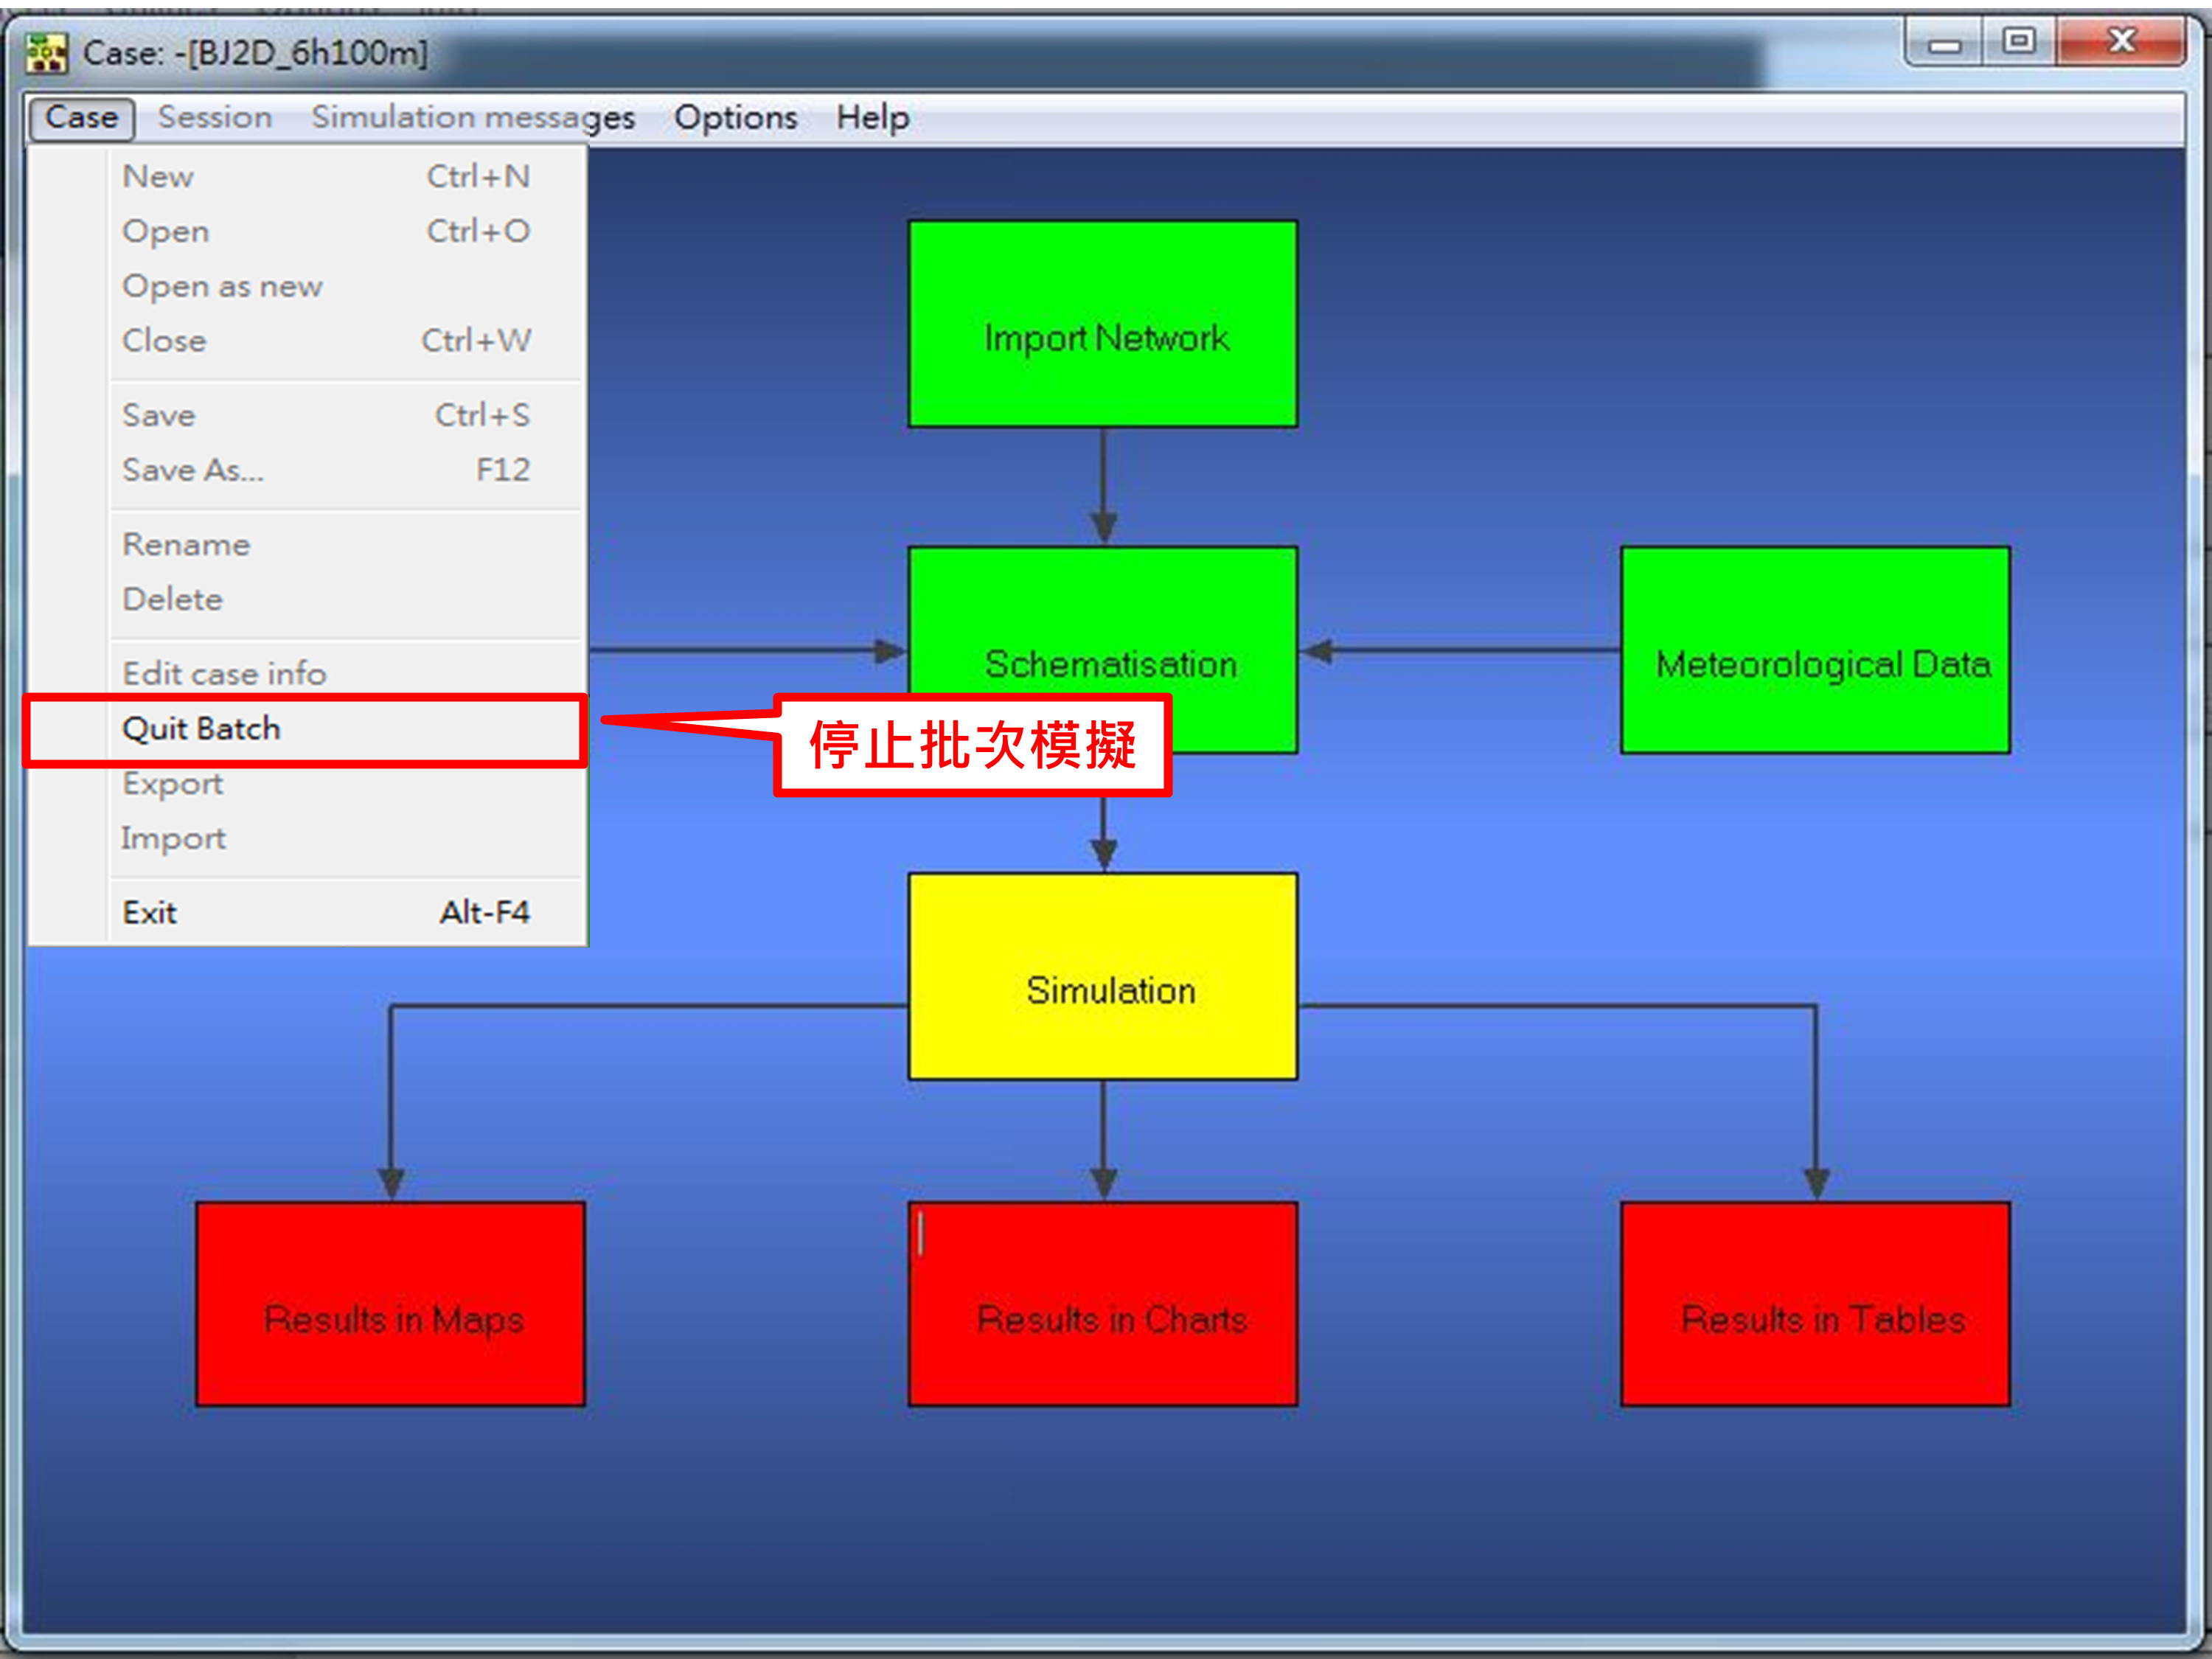 Case: -[BJ2D_6h100m]
Case Session Simulation messages Options Help
New Ctrl+N
Open Ctrl+O
Open as new
Close Ctrl+W
Save Ctrl+S
Save As... F12
Rename
Delete
Edit case info
Quit Batch
Export
Import
Exit Alt-F4
停止批次模擬
Import Network
Schematisation
Meteorological Data
Simulation
Results in Maps
Results in Charts
Results in Tables